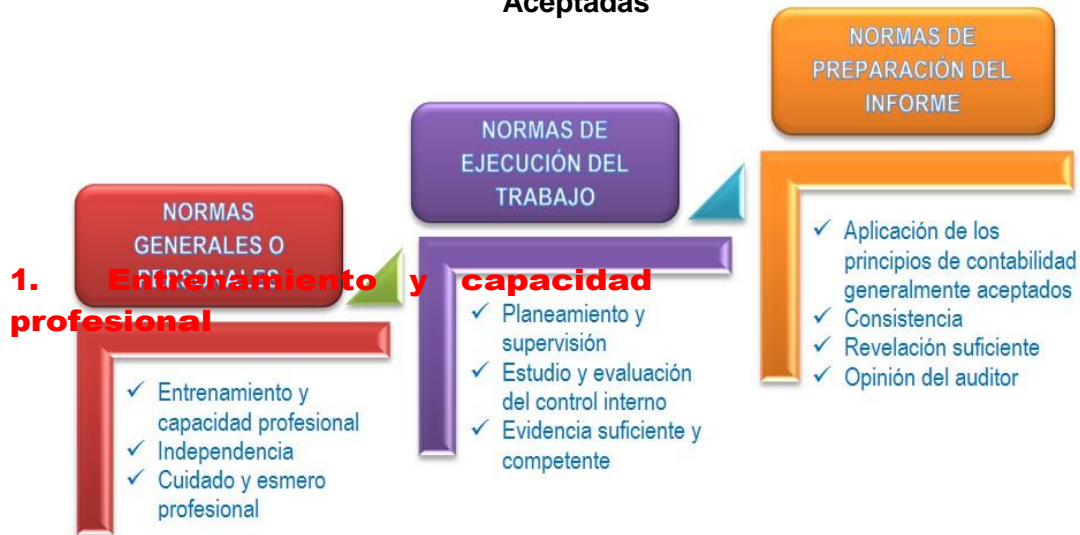 Aceptadas
NORMAS
GENERALES O
PERSONALES
1. Entrenamiento y capacidad
profesional
✓ Entrenamiento y
capacidad profesional
✓ Independencia
✓ Cuidado y esmero
profesional
NORMAS DE
EJECUCIÓN DEL
TRABAJO
✓ Planeamiento y
supervisión
✓ Estudio y evaluación
del control interno
✓ Evidencia suficiente y
competente
NORMAS DE
PREPARACIÓN DEL
INFORME
✓ Aplicación de los
principios de contabilidad
generalmente aceptados
✓ Consistencia
✓ Revelación suficiente
✓ Opinión del auditor